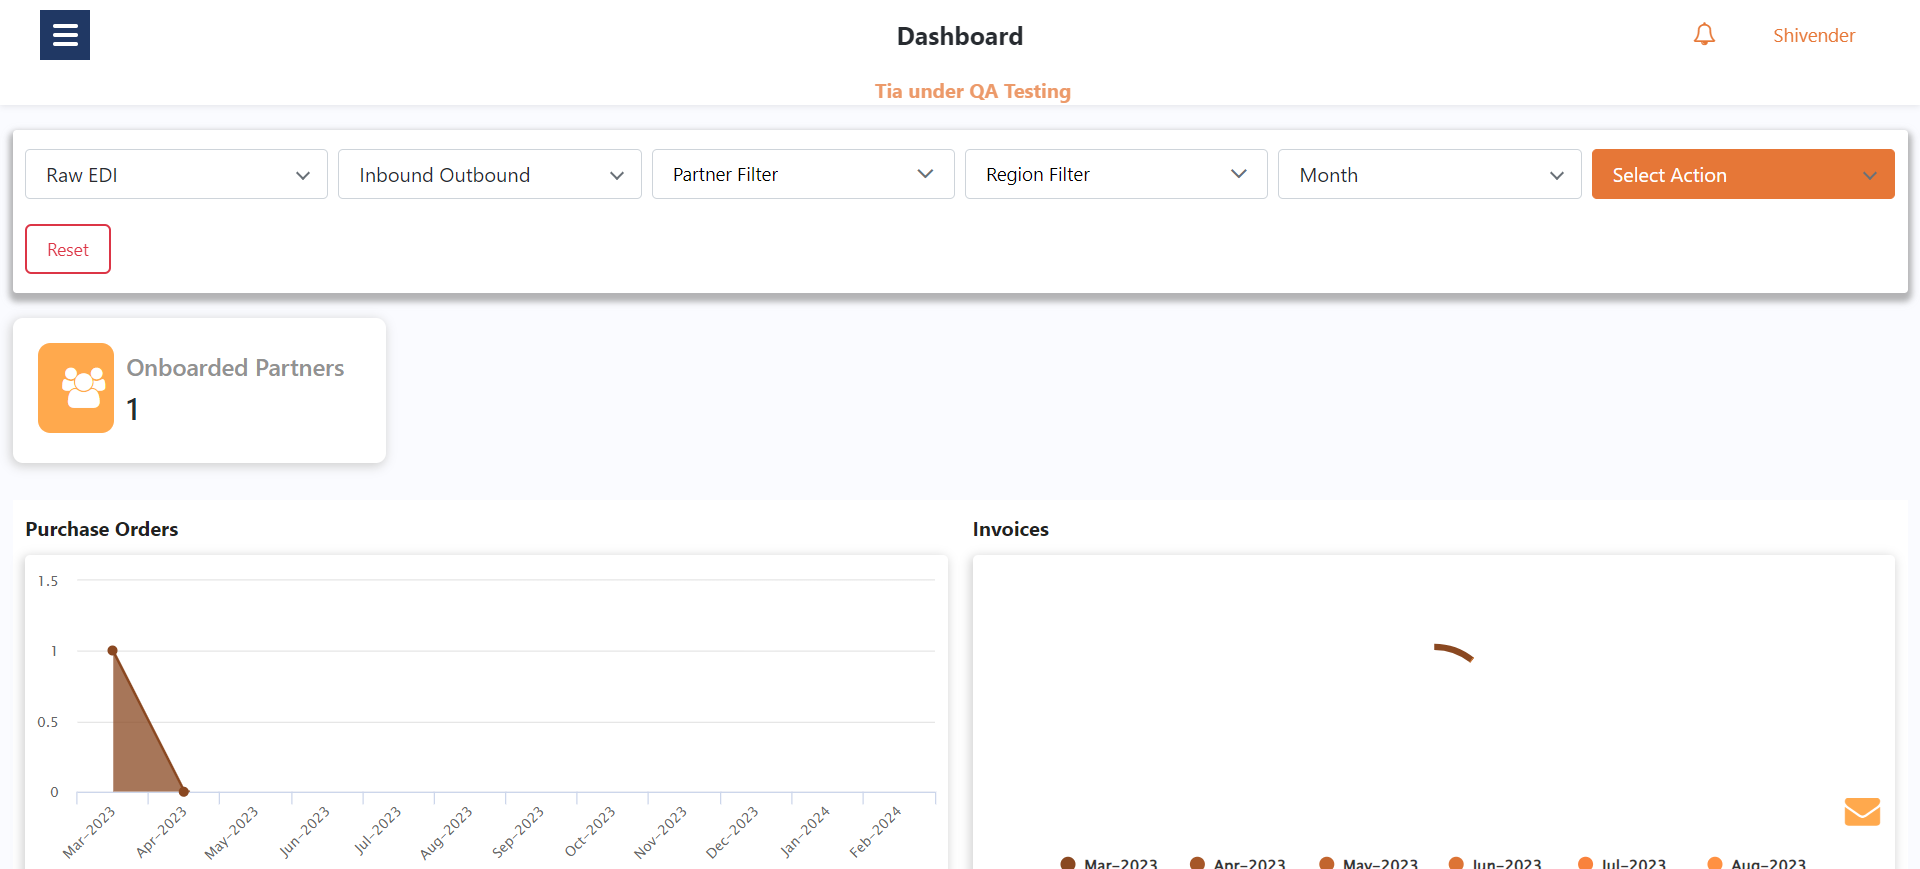 Dashboard
Shivender
Tia under QA Testing
Raw EDI
Inbound Outbound
Partner Filter
Region Filter
Month
Select Action
Reset
Onboarded Partners
1
Purchase Orders
Invoices
1.5
1
0.5
0
Mar-2023
Apr-2023
May-2023
Jun-2023
Jul-2023
Aug-2023
Sep-2023
Oct-2023
Nov-2023
Dec-2023
Jan-2024
Feb-2024
Mar-2023
Apr-2023
May-2023
Jun-2023
Jul-2023
Aug-2023